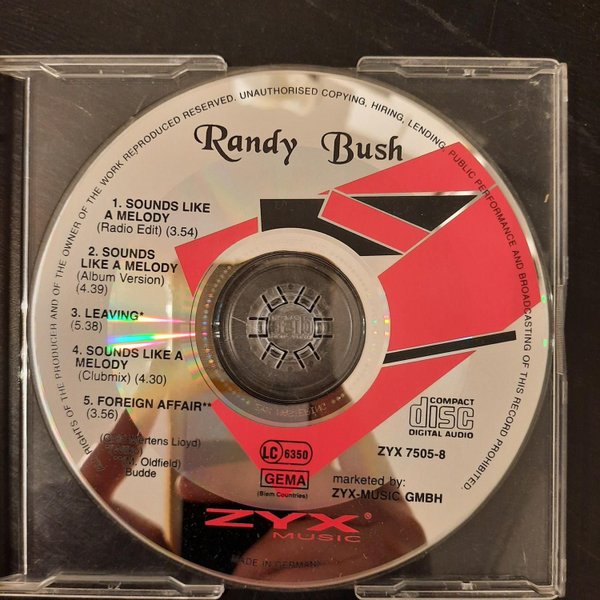 ALL RIGHTS OF THE PRODUCER AND OF THE OWNER OF THE WORK REPRODUCED RESERVED. UNAUTHORISED COPYING, HIRING, LENDING, PUBLIC PERFORMANCE AND BROADCASTING OF THIS RECORD PROHIBITED.
Randy Bush
1. SOUNDS LIKE
A MELODY
(Radio Edit) (3.54)
2. SOUNDS
LIKE A MELODY
(Album Version)
(4.39)
3. LEAVING*
(5.38)
4. SOUNDS LIKE A
MELODY
(Clubmix) (4.30)
5. FOREIGN AFFAIR**
(3.56)
Mertens Lloyd)
Oldfield)
Budde
LC 6350
GEMA
(Biem Countries)
COMPACT
disc
DIGITAL AUDIO
ZYX 7505-8
marketed by:
ZYX-MUSIC GMBH
ZYX®
MUSIC
MADE IN GERMANY